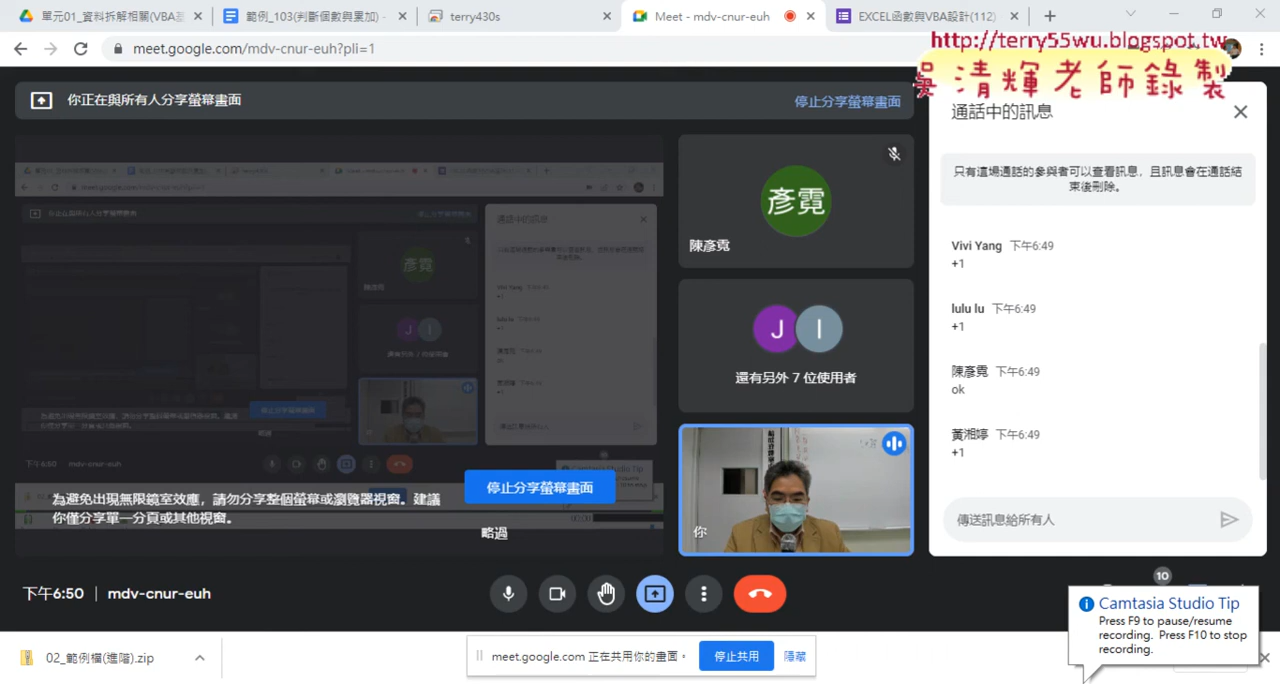 單元01_資料拆解相關(VBA基
範例_103(判斷個數與累加) -
terry430s
Meet - mdv-cnur-euh
EXCEL函數與VBA設計(112)
meet.google.com/mdv-cnur-euh?pli=1
http://terry55wu.blogspot.tw
吳清輝老師錄製
你正在與所有人分享螢幕畫面
停止分享螢幕畫面
通話中的訊息
只有這場通話的參與者可以查看訊息，且訊息會在通話結
束後刪除。
彥霓
陳彥霓
Vivi Yang 下午6:49
+1
lulu lu 下午6:49
+1
J I
還有另外 7 位使用者
陳彥霓 下午6:49
ok
黃湘婷 下午6:49
+1
為避免出現無限鏡室效應，請勿分享整個螢幕或瀏覽器視窗。建議
你僅分享單一分頁或其他視窗。
停止分享螢幕畫面
略過
你
傳送訊息給所有人
下午6:50 | mdv-cnur-euh
10
Camtasia Studio Tip
Press F9 to pause/resume
recording. Press F10 to stop
recording.
02_範例檔(進階).zip
meet.google.com 正在共用你的畫面。
停止共用
隱藏